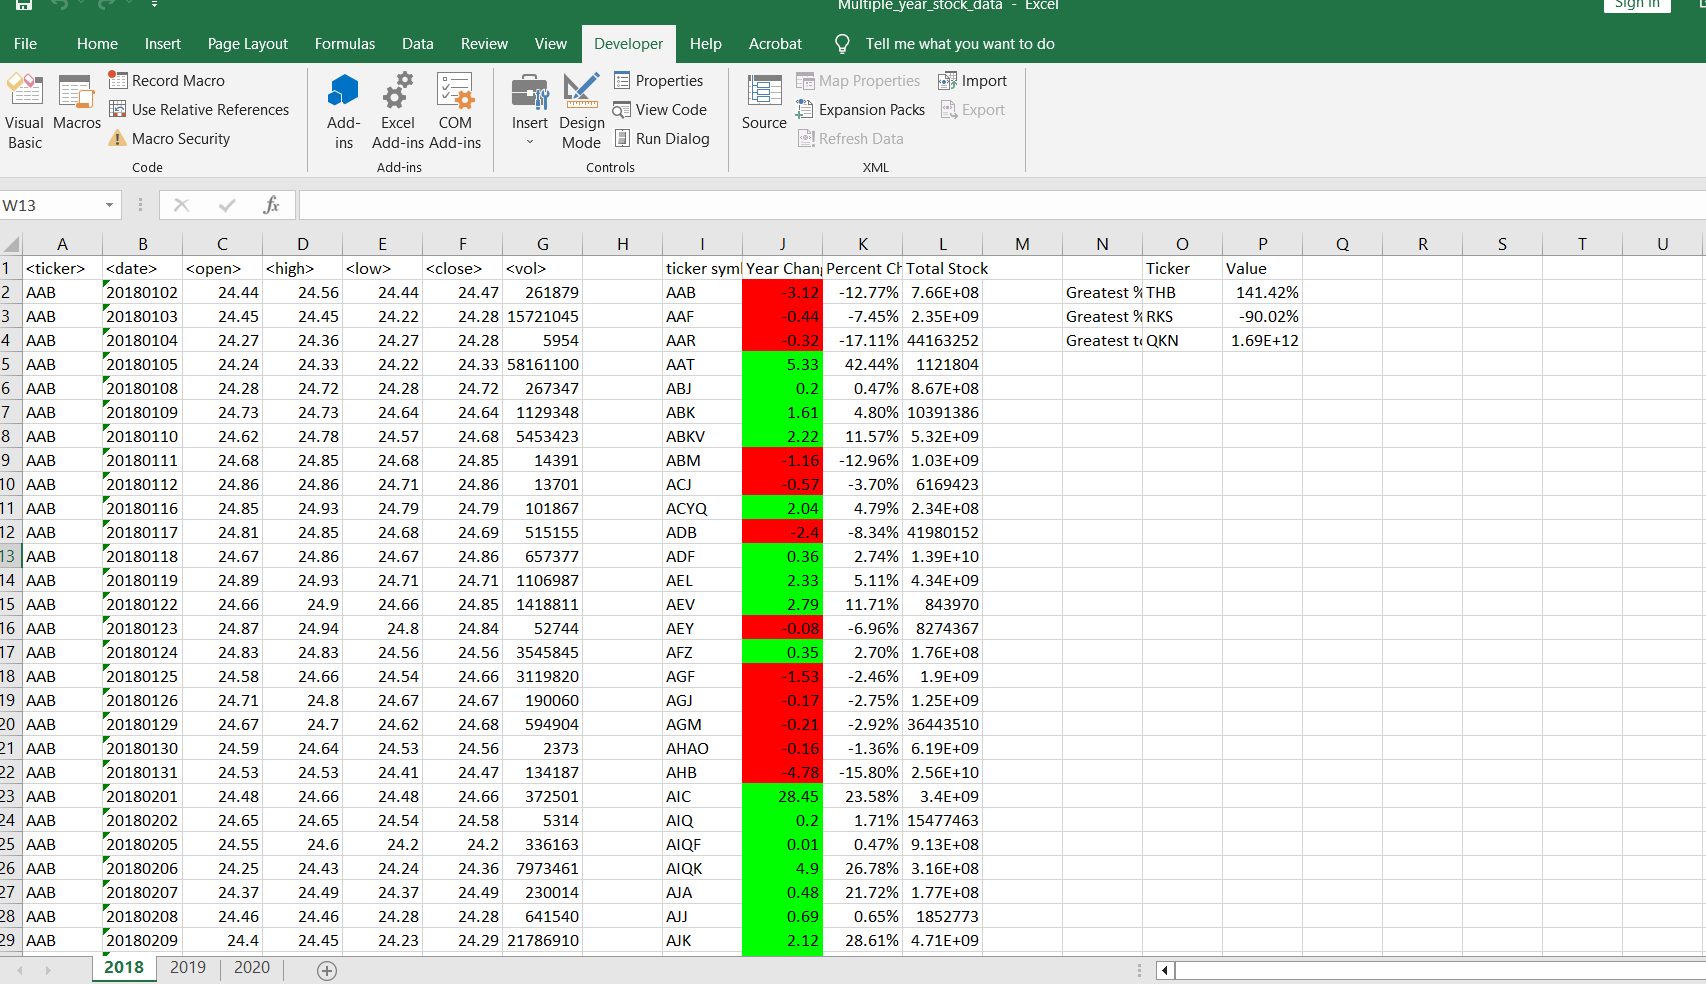 Multiple_year_stock_data - Excel
Sign in
File Home Insert Page Layout Formulas Data Review View Developer Help Acrobat Tell me what you want to do
Visual Basic
Macros
Record Macro
Use Relative References
Macro Security
Code
Add-ins
Excel Add-ins
COM Add-ins
Add-ins
Insert
Design Mode
Properties
View Code
Run Dialog
Controls
Source
Map Properties
Expansion Packs
Refresh Data
Import
Export
XML
W13
fx
A B C D E F G H I J K L M N O P Q R S T U
1 <ticker> <date> <open> <high> <low> <close> <vol> ticker syml Year Chang Percent Ch Total Stock Ticker Value
2 AAB 20180102 24.44 24.56 24.44 24.47 261879 AAB -3.12 -12.77% 7.66E+08 Greatest % THB 141.42%
3 AAB 20180103 24.45 24.45 24.22 24.28 15721045 AAF -0.44 -7.45% 2.35E+09 Greatest % RKS -90.02%
4 AAB 20180104 24.27 24.36 24.27 24.28 5954 AAR -0.32 -17.11% 44163252 Greatest to QKN 1.69E+12
5 AAB 20180105 24.24 24.33 24.22 24.33 58161100 AAT 5.33 42.44% 1121804
6 AAB 20180108 24.28 24.72 24.28 24.72 267347 ABJ 0.2 0.47% 8.67E+08
7 AAB 20180109 24.73 24.73 24.64 24.64 1129348 ABK 1.61 4.80% 10391386
8 AAB 20180110 24.62 24.78 24.57 24.68 5453423 ABKV 2.22 11.57% 5.32E+09
9 AAB 20180111 24.68 24.85 24.68 24.85 14391 ABM -1.16 -12.96% 1.03E+09
10 AAB 20180112 24.86 24.86 24.71 24.86 13701 ACJ -0.57 -3.70% 6169423
11 AAB 20180116 24.85 24.93 24.79 24.79 101867 ACYQ 2.04 4.79% 2.34E+08
12 AAB 20180117 24.81 24.85 24.68 24.69 515155 ADB -2.4 -8.34% 41980152
13 AAB 20180118 24.67 24.86 24.67 24.86 657377 ADF 0.36 2.74% 1.39E+10
14 AAB 20180119 24.89 24.93 24.71 24.71 1106987 AEL 2.33 5.11% 4.34E+09
15 AAB 20180122 24.66 24.9 24.66 24.85 1418811 AEV 2.79 11.71% 843970
16 AAB 20180123 24.87 24.94 24.8 24.84 52744 AEY -0.08 -6.96% 8274367
17 AAB 20180124 24.83 24.83 24.56 24.56 3545845 AFZ 0.35 2.70% 1.76E+08
18 AAB 20180125 24.58 24.66 24.54 24.66 3119820 AGF -1.53 -2.46% 1.9E+09
19 AAB 20180126 24.71 24.8 24.67 24.67 190060 AGJ -0.17 -2.75% 1.25E+09
20 AAB 20180129 24.67 24.7 24.62 24.68 594904 AGM -0.21 -2.92% 36443510
21 AAB 20180130 24.59 24.64 24.53 24.56 2373 AHAO -0.16 -1.36% 6.19E+09
22 AAB 20180131 24.53 24.53 24.41 24.47 134187 AHB -4.78 -15.80% 2.56E+10
23 AAB 20180201 24.48 24.66 24.48 24.66 372501 AIC 28.45 23.58% 3.4E+09
24 AAB 20180202 24.65 24.65 24.54 24.58 5314 AIQ 0.2 1.71% 15477463
25 AAB 20180205 24.55 24.6 24.2 24.2 336163 AIQF 0.01 0.47% 9.13E+08
26 AAB 20180206 24.25 24.43 24.24 24.36 7973461 AIQK 4.9 26.78% 3.16E+08
27 AAB 20180207 24.37 24.49 24.37 24.49 230014 AJA 0.48 21.72% 1.77E+08
28 AAB 20180208 24.46 24.46 24.28 24.28 641540 AJJ 0.69 0.65% 1852773
29 AAB 20180209 24.4 24.45 24.23 24.29 21786910 AJK 2.12 28.61% 4.71E+09
2018 2019 2020